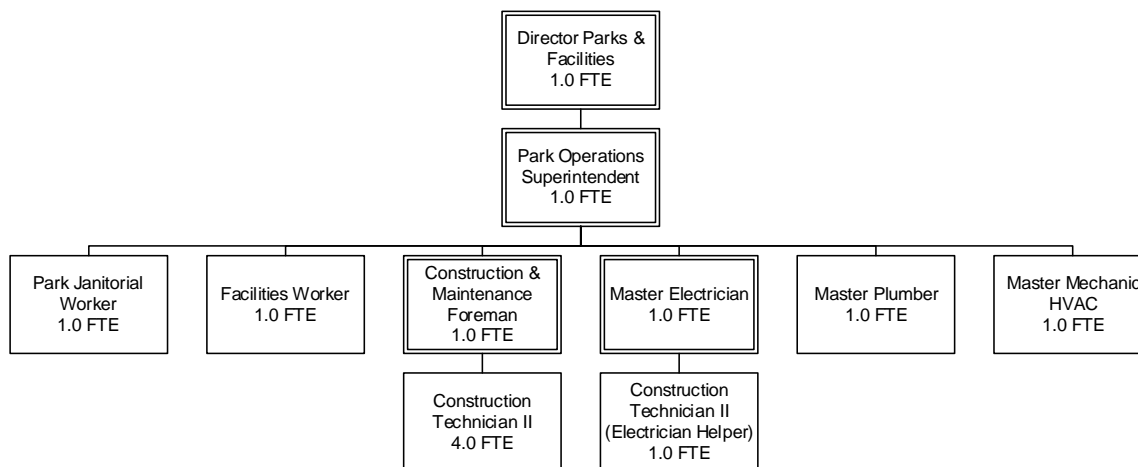 Director Parks &
Facilities
1.0 FTE
Park Operations
Superintendent
1.0 FTE
Park Janitorial
Worker
1.0 FTE
Facilities Worker
1.0 FTE
Construction &
Maintenance
Foreman
1.0 FTE
Master Electrician
1.0 FTE
Master Plumber
1.0 FTE
Master Mechanic
HVAC
1.0 FTE
Construction
Technician II
4.0 FTE
Construction
Technician II
(Electrician Helper)
1.0 FTE